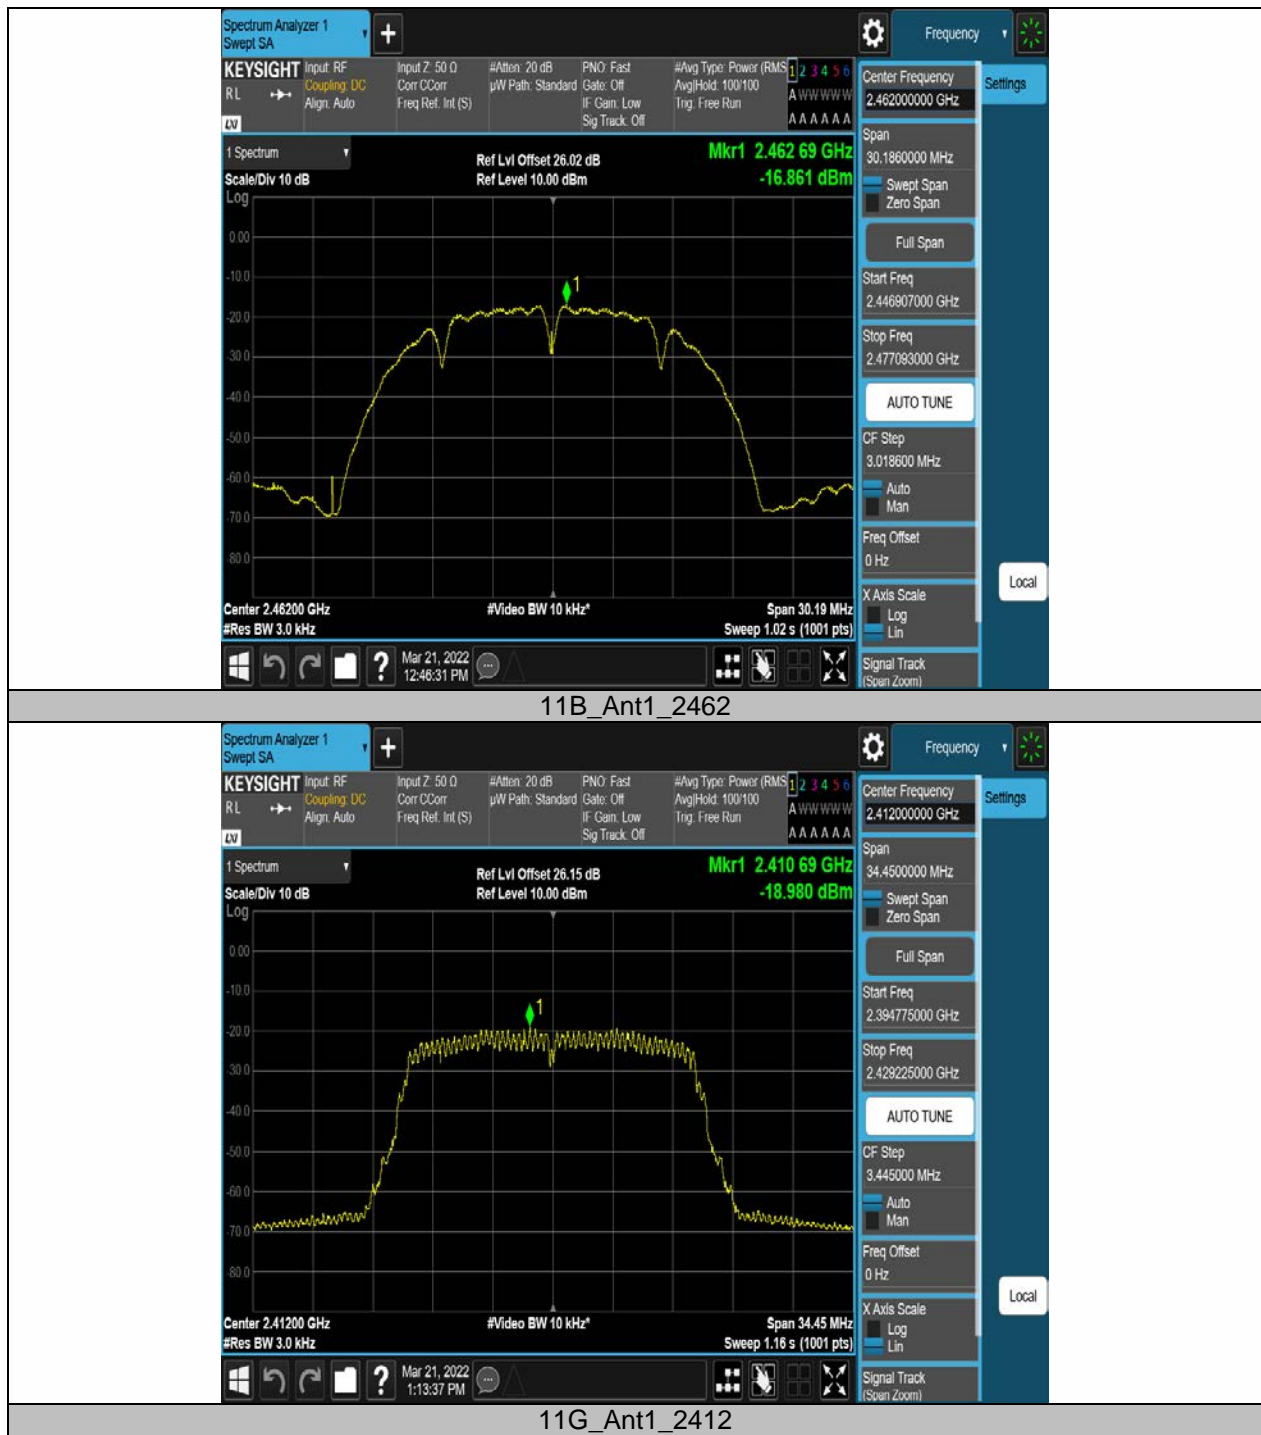 Spectrum Analyzer 1
Swept SA
+
Frequency
KEYSIGHT
RL
LXI
Input: RF
Coupling: DC
Align: Auto
Input Z: 50 Ω
Corr CCorr
Freq Ref: Int (S)
#Atten: 20 dB
µW Path: Standard
PNO: Fast
Gate: Off
IF Gain: Low
Sig Track: Off
#Avg Type: Power (RMS
Avg|Hold: 100/100
Trig: Free Run
1 2 3 4 5 6
A W W W W W
A A A A A A
1 Spectrum
Scale/Div 10 dB
Log
Ref Lvl Offset 26.02 dB
Ref Level 10.00 dBm
Mkr1 2.462 69 GHz
-16.861 dBm
1
0.00
-10.0
-20.0
-30.0
-40.0
-50.0
-60.0
-70.0
-80.0
Center 2.46200 GHz
#Res BW 3.0 kHz
#Video BW 10 kHz*
Span 30.19 MHz
Sweep 1.02 s (1001 pts)
?
Mar 21, 2022
12:46:31 PM
Center Frequency
2.462000000 GHz
Settings
Span
30.1860000 MHz
Swept Span
Zero Span
Full Span
Start Freq
2.446907000 GHz
Stop Freq
2.477093000 GHz
AUTO TUNE
CF Step
3.018600 MHz
Auto
Man
Freq Offset
0 Hz
Local
X Axis Scale
Log
Lin
Signal Track
(Span Zoom)
11B_Ant1_2462
Spectrum Analyzer 1
Swept SA
+
Frequency
KEYSIGHT
RL
LXI
Input: RF
Coupling: DC
Align: Auto
Input Z: 50 Ω
Corr CCorr
Freq Ref: Int (S)
#Atten: 20 dB
µW Path: Standard
PNO: Fast
Gate: Off
IF Gain: Low
Sig Track: Off
#Avg Type: Power (RMS
Avg|Hold: 100/100
Trig: Free Run
1 2 3 4 5 6
A W W W W W
A A A A A A
1 Spectrum
Scale/Div 10 dB
Log
Ref Lvl Offset 26.15 dB
Ref Level 10.00 dBm
Mkr1 2.410 69 GHz
-18.980 dBm
1
0.00
-10.0
-20.0
-30.0
-40.0
-50.0
-60.0
-70.0
-80.0
Center 2.41200 GHz
#Res BW 3.0 kHz
#Video BW 10 kHz*
Span 34.45 MHz
Sweep 1.16 s (1001 pts)
?
Mar 21, 2022
1:13:37 PM
Center Frequency
2.412000000 GHz
Settings
Span
34.4500000 MHz
Swept Span
Zero Span
Full Span
Start Freq
2.394775000 GHz
Stop Freq
2.429225000 GHz
AUTO TUNE
CF Step
3.445000 MHz
Auto
Man
Freq Offset
0 Hz
Local
X Axis Scale
Log
Lin
Signal Track
(Span Zoom)
11G_Ant1_2412